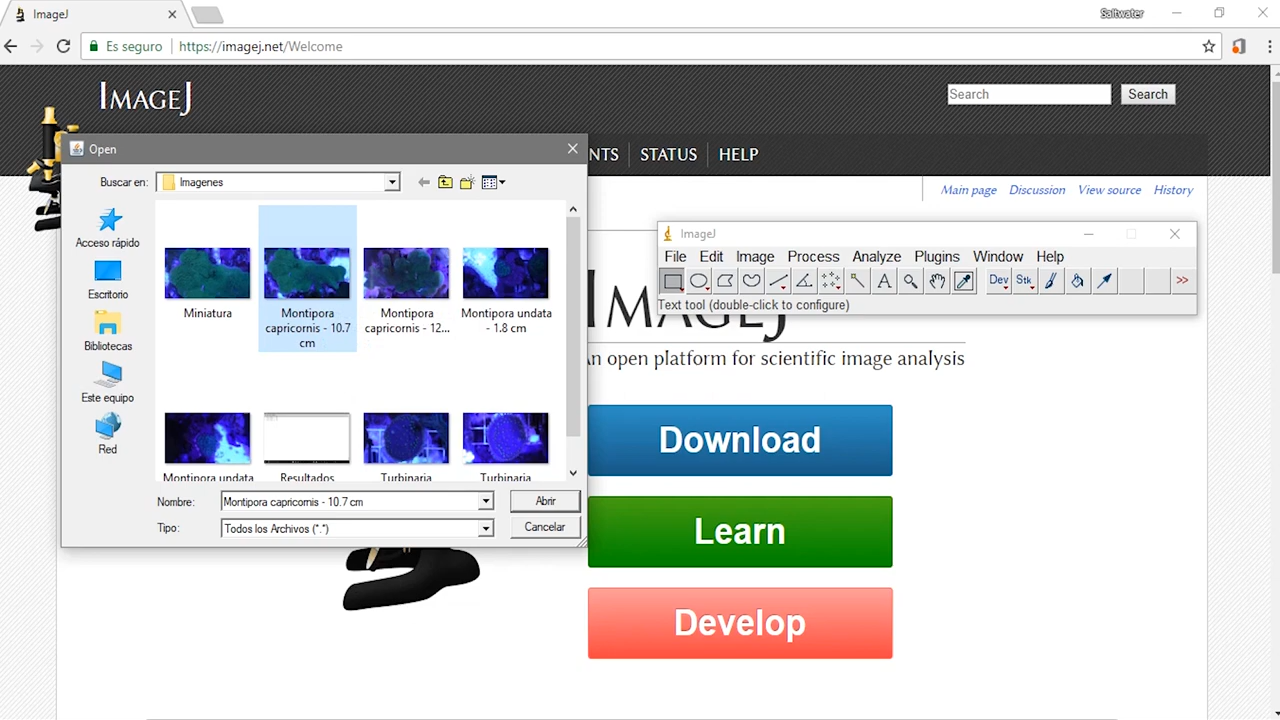 ImageJ
Saltwater
Es seguro
https://imagej.net/Welcome
IMAGEJ
Search
Search
NTS
STATUS
HELP
Main page
Discussion
View source
History
Open
Buscar en:
Imagenes
Acceso rápido
Escritorio
Bibliotecas
Este equipo
Red
Miniatura
Montipora
capricornis - 10.7
cm
Montipora
capricornis - 12...
Montipora undata
- 1.8 cm
Montipora undata
Resultados
Turbinaria
Turbinaria
Nombre:
Montipora capricornis - 10.7 cm
Abrir
Tipo:
Todos los Archivos (*.*)
Cancelar
ImageJ
File
Edit
Image
Process
Analyze
Plugins
Window
Help
A
Dev
Stk
>>
Text tool (double-click to configure)
IMAGEJ
An open platform for scientific image analysis
Download
Learn
Develop